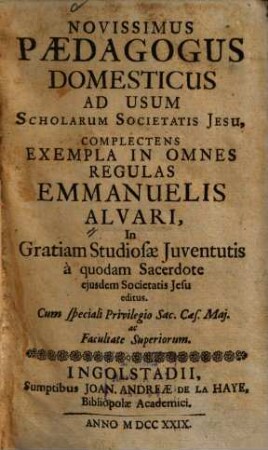 NOVISSIMUS
PÆDAGOGUS
DOMESTICUS
AD USUM
SCHOLARUM SOCIETATIS JESU,
COMPLECTENS
EXEMPLA IN OMNES
REGULAS
EMMANUELIS
ALVARI,
In
Gratiam Studiosæ Juventutis
à quodam Sacerdote
ejusdem Societatis Jesu
editus.
Cum speciali Privilegio Sac. Cæs. Maj.
ac
Facultate Superiorum.
INGOLSTADII,
Sumptibus JOAN. ANDREÆ DE LA HAYE,
Bibliopolæ Academici.
ANNO M DCC XXIX.